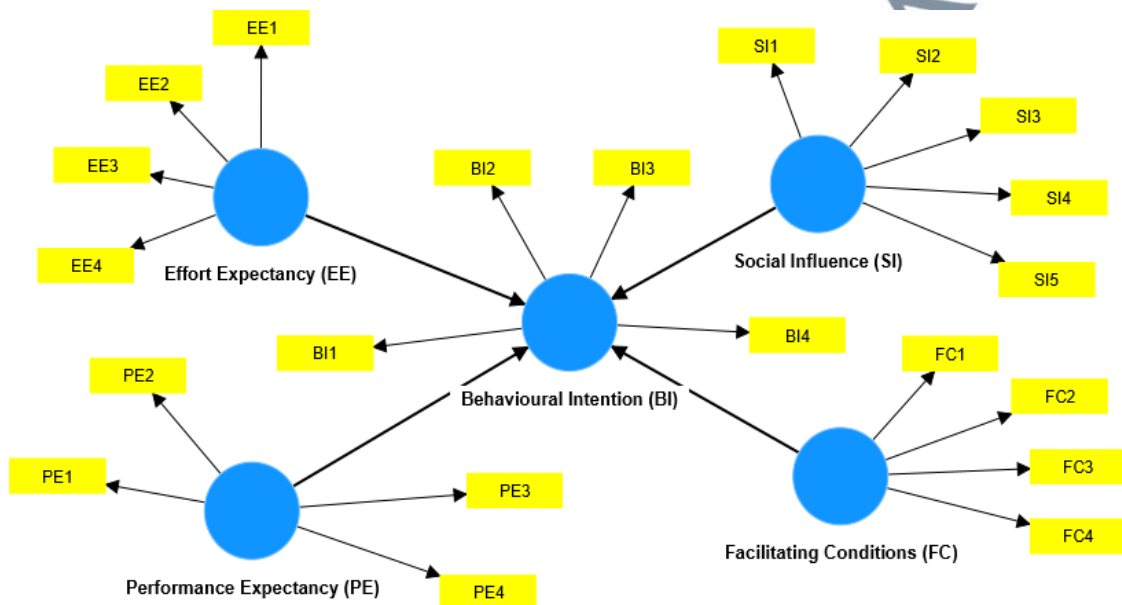 EE1
EE2
EE3
EE4
Effort Expectancy (EE)
SI1
SI2
SI3
SI4
SI5
Social Influence (SI)
BI2
BI3
BI1
BI4
Behavioural Intention (BI)
PE2
PE1
PE3
PE4
Performance Expectancy (PE)
FC1
FC2
FC3
FC4
Facilitating Conditions (FC)